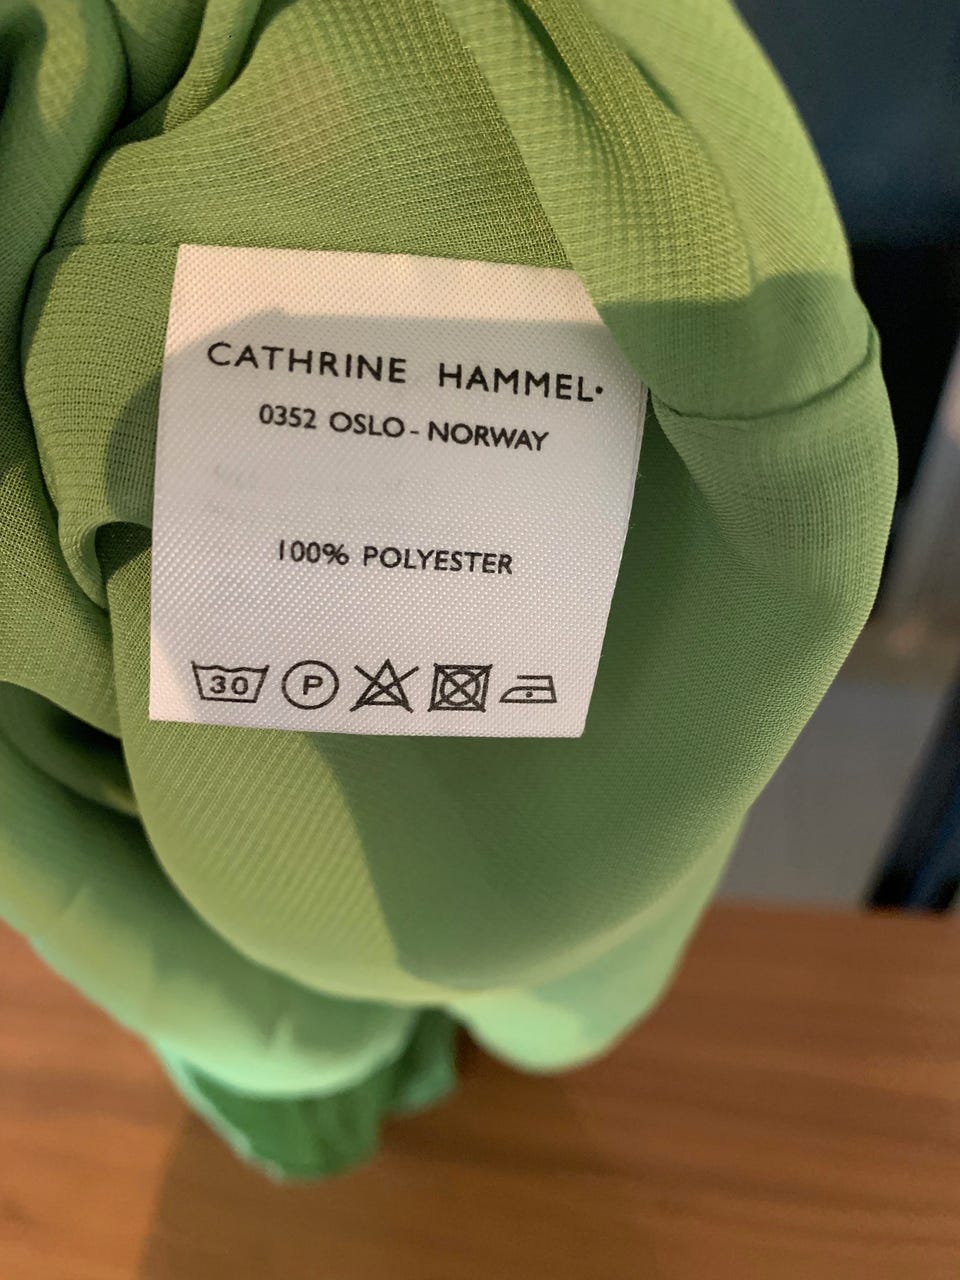 CATHRINE HAMMEL·
0352 OSLO - NORWAY
100% POLYESTER
30 P